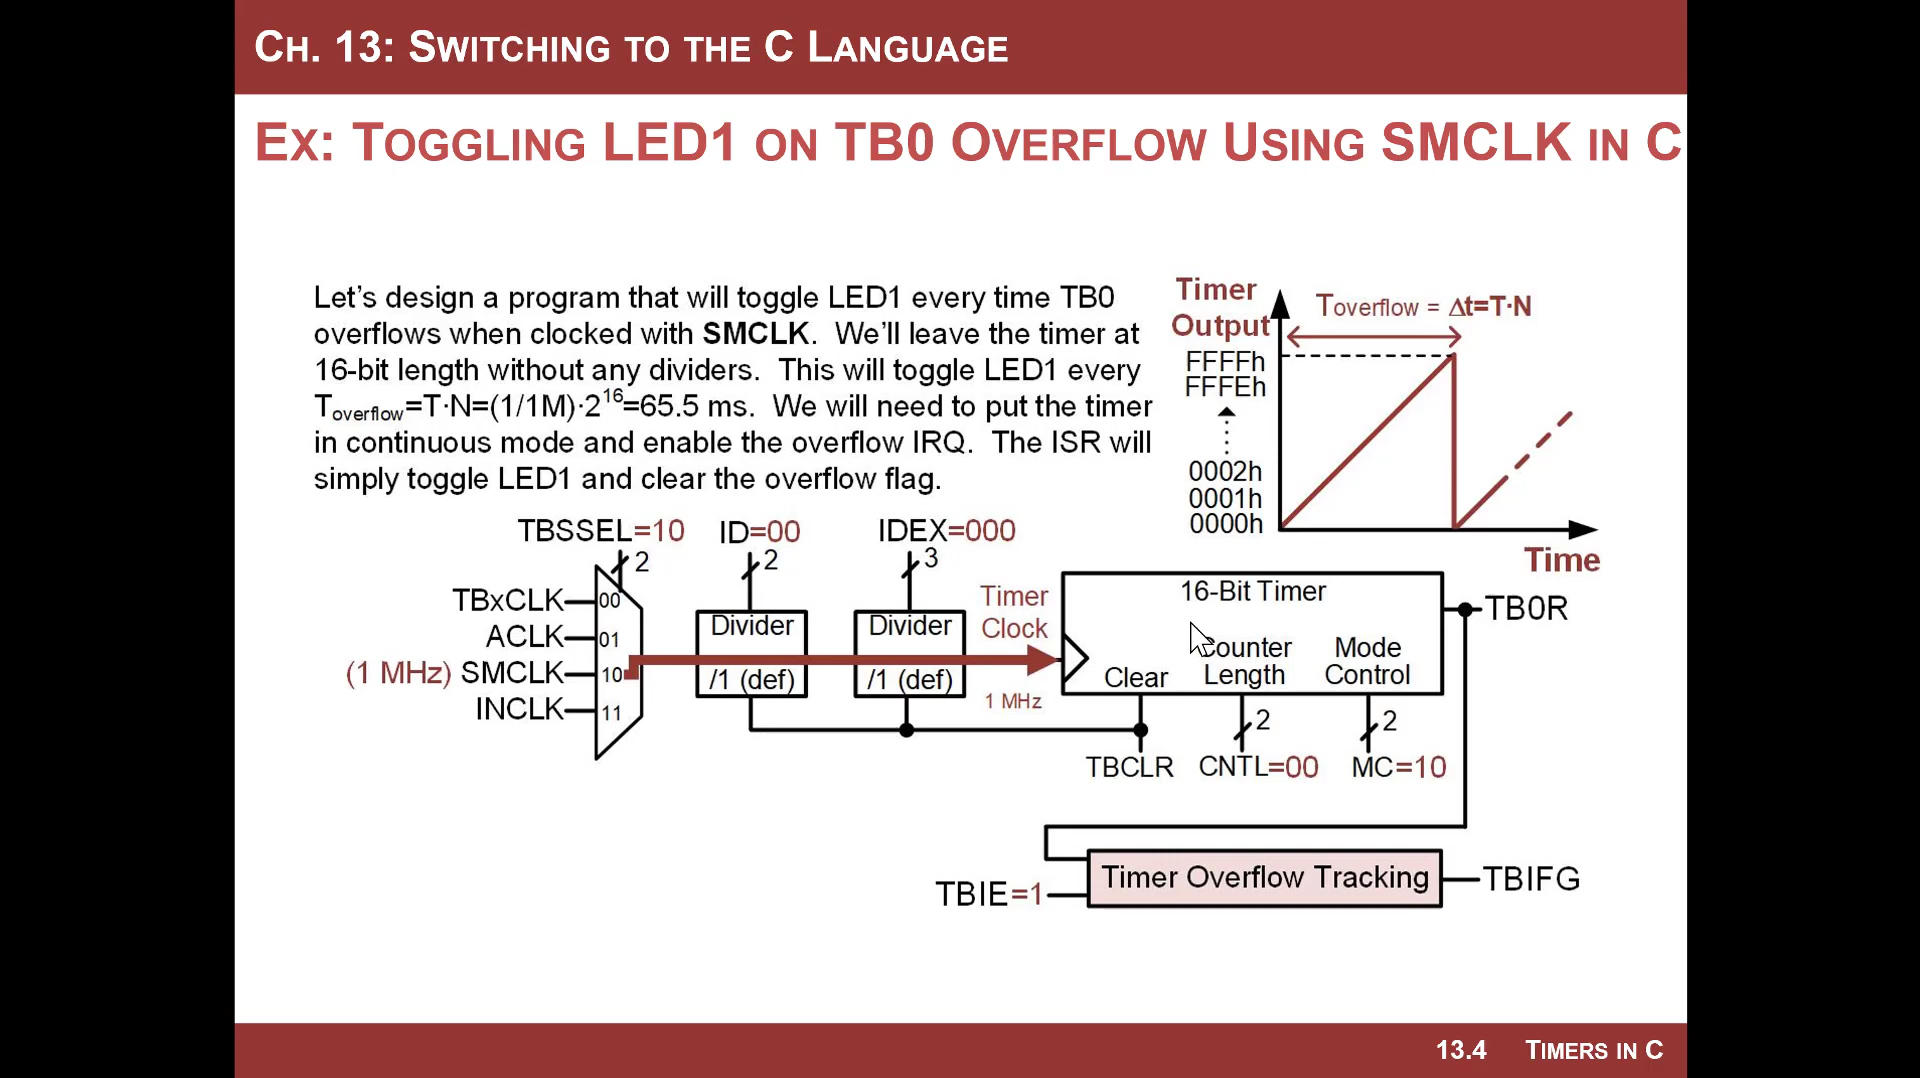 CH. 13: SWITCHING TO THE C LANGUAGE
EX: TOGGLING LED1 ON TB0 OVERFLOW USING SMCLK IN C
Let's design a program that will toggle LED1 every time TB0
overflows when clocked with SMCLK. We'll leave the timer at
16-bit length without any dividers. This will toggle LED1 every
Toverflow=T·N=(1/1M)·2^16=65.5 ms. We will need to put the timer
in continuous mode and enable the overflow IRQ. The ISR will
simply toggle LED1 and clear the overflow flag.
Timer
Output
Toverflow = Δt=T·N
FFFFh
FFFEh
0002h
0001h
0000h
Time
TBSSEL=10
2
ID=00
2
IDEX=000
3
TBxCLK
00
ACLK
01
(1 MHz) SMCLK
10
INCLK
11
Divider
/1 (def)
Divider
/1 (def)
Timer
Clock
1 MHz
16-Bit Timer
Clear
Counter
Length
Mode
Control
TB0R
2
2
TBCLR
CNTL=00
MC=10
TBIE=1
Timer Overflow Tracking
TBIFG
13.4 TIMERS IN C